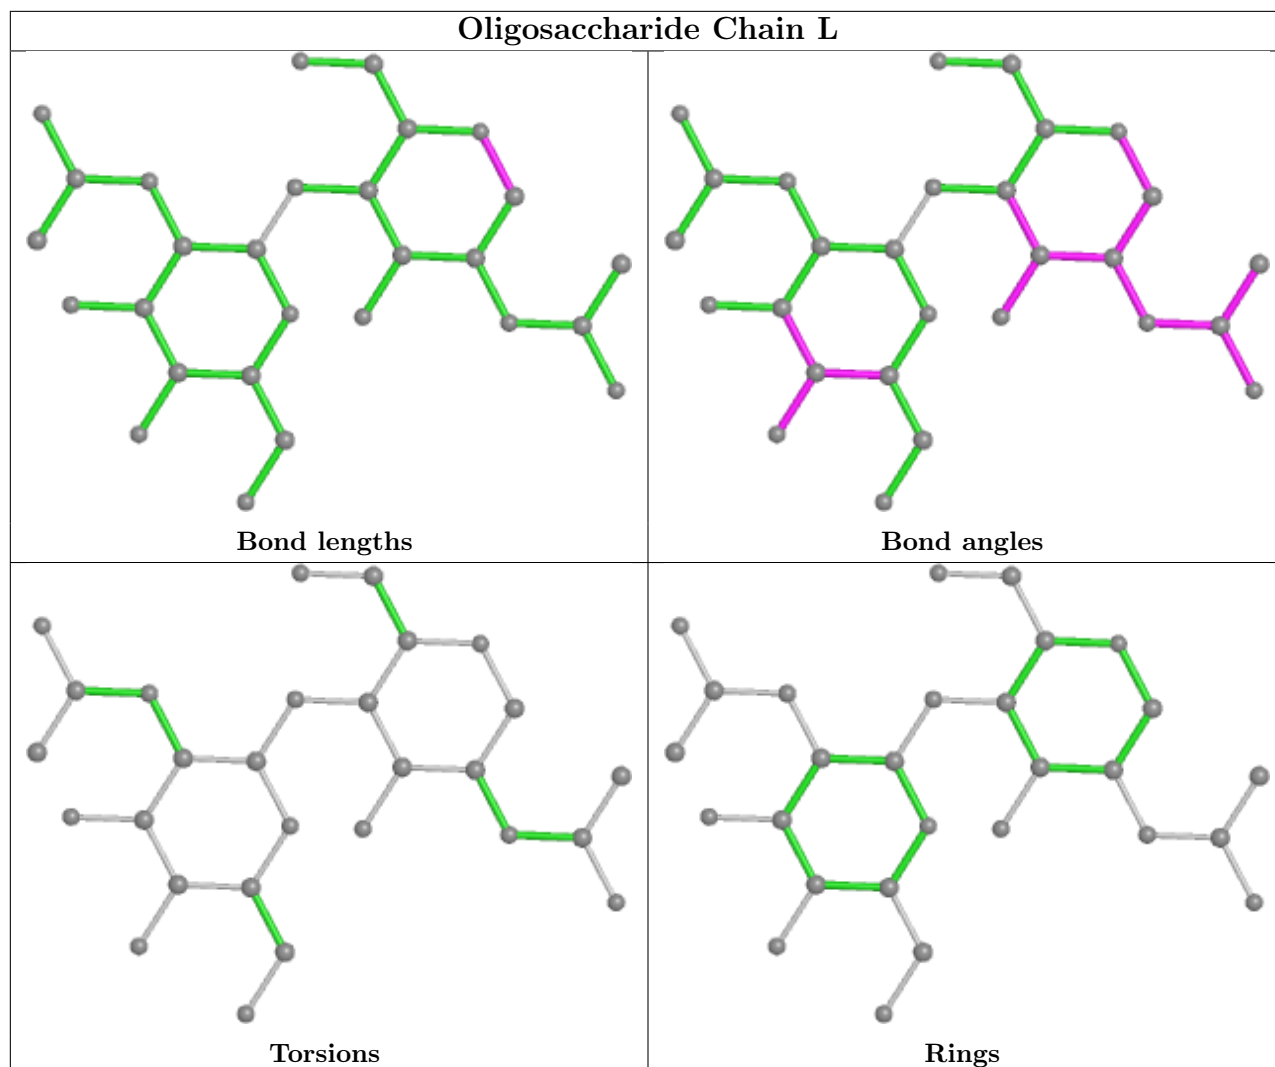 Oligosaccharide Chain L
Bond lengths
Bond angles
Torsions
Rings